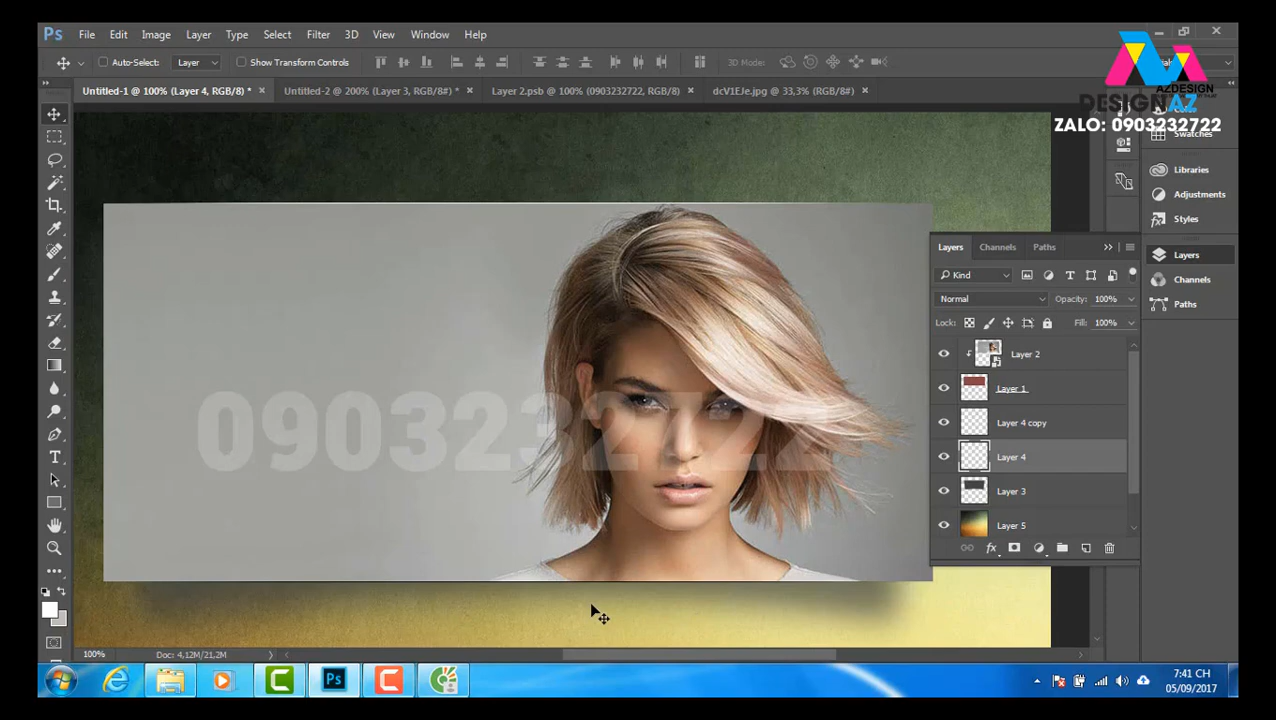 Ps File Edit Image Layer Type Select Filter 3D View Window Help
Auto-Select: Layer Show Transform Controls 3D Mode:
AZDESIGN
DESIGNAZ
ZALO: 0903232722
Untitled-1 @ 100% (Layer 4, RGB/8) * × Untitled-2 @ 200% (Layer 3, RGB/8#) * × Layer 2.psb @ 100% (0903232722, RGB/8) × dcV1EJe.jpg @ 33,3% (RGB/8#) ×
Swatches
Libraries
Adjustments
Styles
Layers
Channels
Paths
Layers Channels Paths
Kind
Normal Opacity: 100%
Lock: Fill: 100%
Layer 2
Layer 1
Layer 4 copy
Layer 4
Layer 3
Layer 5
fx
0903232722
100% Doc: 4,12M/21,2M
Ps
7:41 CH
05/09/2017